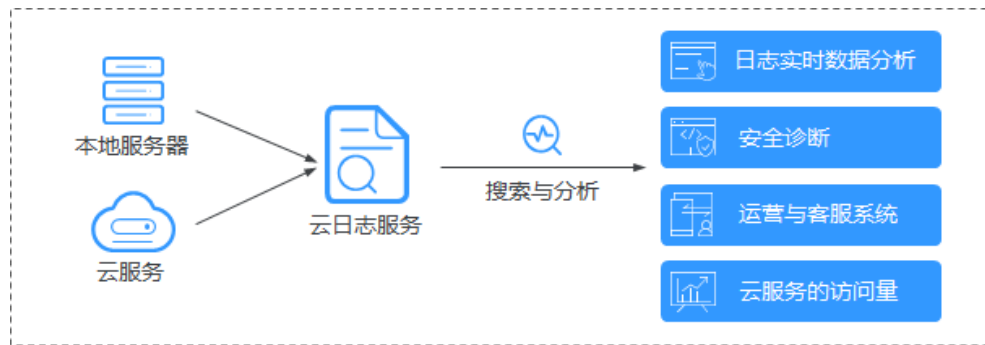 本地服务器
云服务
云日志服务
搜索与分析
日志实时数据分析
安全诊断
运营与客服系统
云服务的访问量